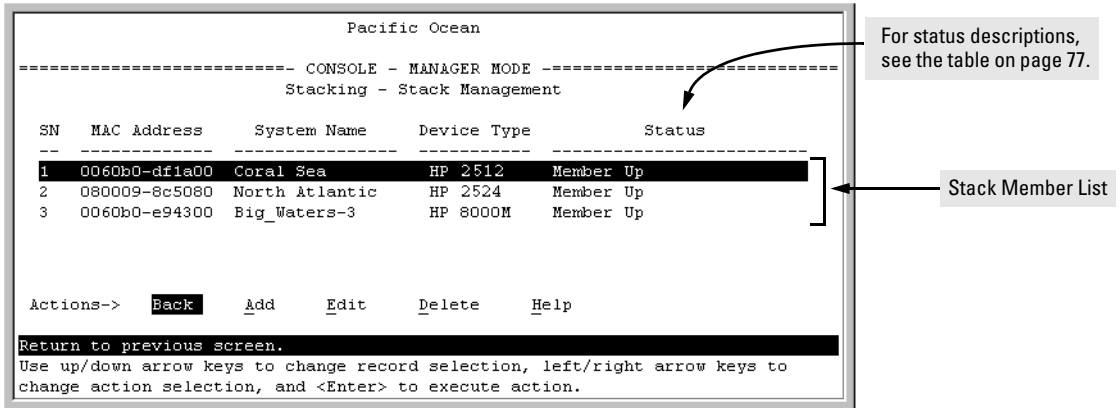 Pacific Ocean
==========================- CONSOLE - MANAGER MODE -============================
Stacking - Stack Management
SN MAC Address System Name Device Type Status
-- ------------- ---------------- ----------- -------------------------
1 0060b0-df1a00 Coral Sea HP 2512 Member Up
2 080009-8c5080 North Atlantic HP 2524 Member Up
3 0060b0-e94300 Big_Waters-3 HP 8000M Member Up
Actions-> Back Add Edit Delete Help
Return to previous screen.
Use up/down arrow keys to change record selection, left/right arrow keys to
change action selection, and <Enter> to execute action.
For status descriptions,
see the table on page 77.
Stack Member List